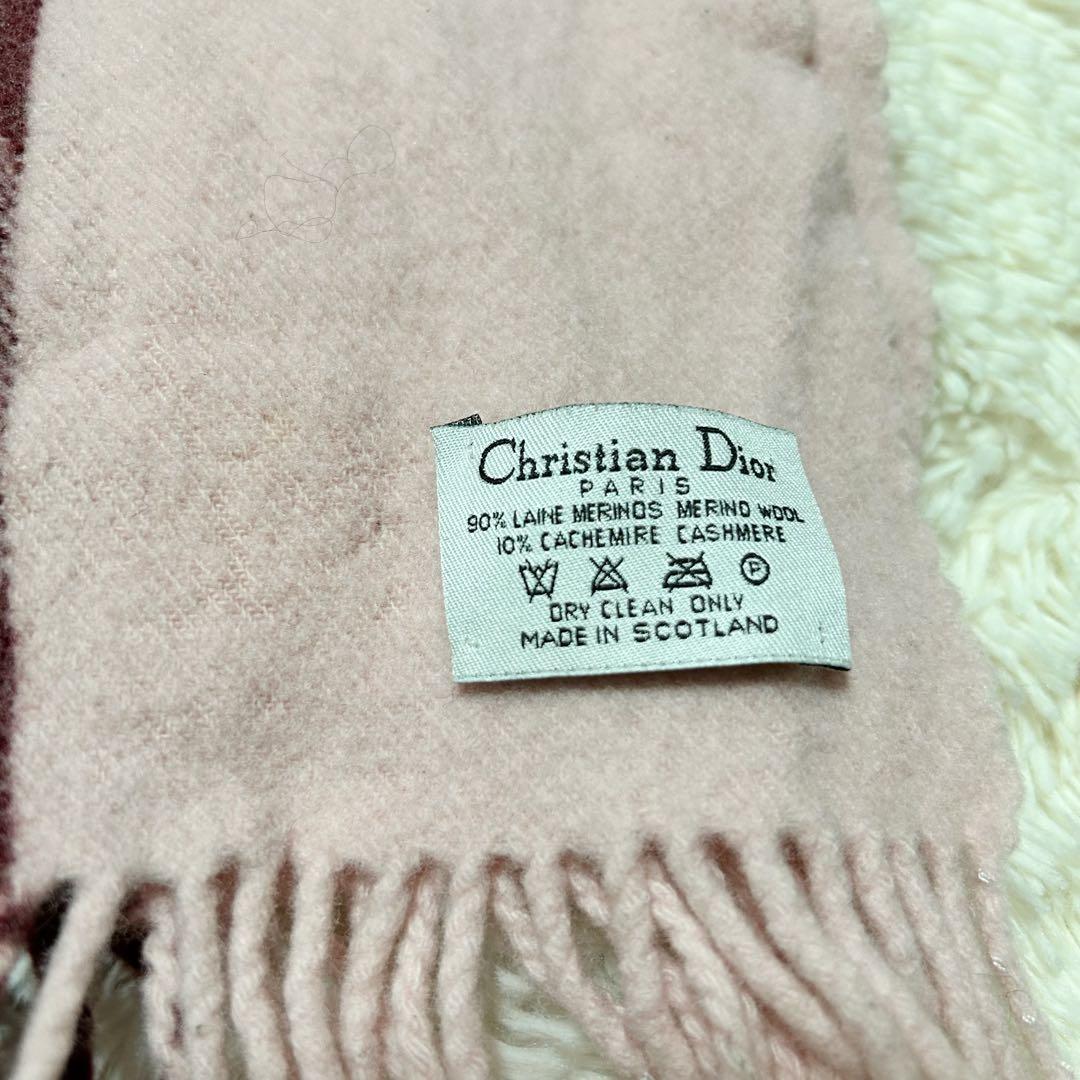 Christian Dior
PARIS
90% LAINE MERINOS MERINO WOOL
10% CACHEMIRE CASHMERE
P
DRY CLEAN ONLY
MADE IN SCOTLAND